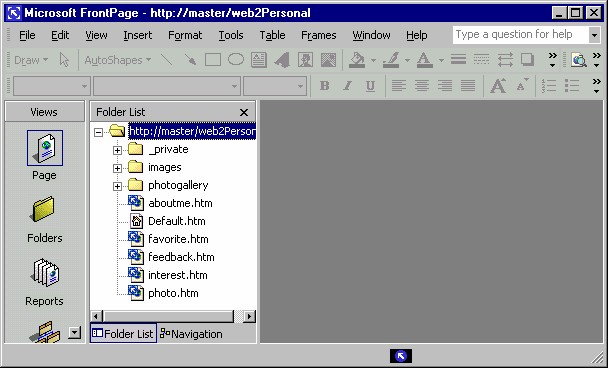 Microsoft FrontPage - http://master/web2Personal
File Edit View Insert Format Tools Table Frames Window Help Type a question for help
Draw AutoShapes
B I U A A
Views
Folder List
http://master/web2Person
_private
images
photogallery
aboutme.htm
Default.htm
favorite.htm
feedback.htm
interest.htm
photo.htm
Page
Folders
Reports
Folder List Navigation